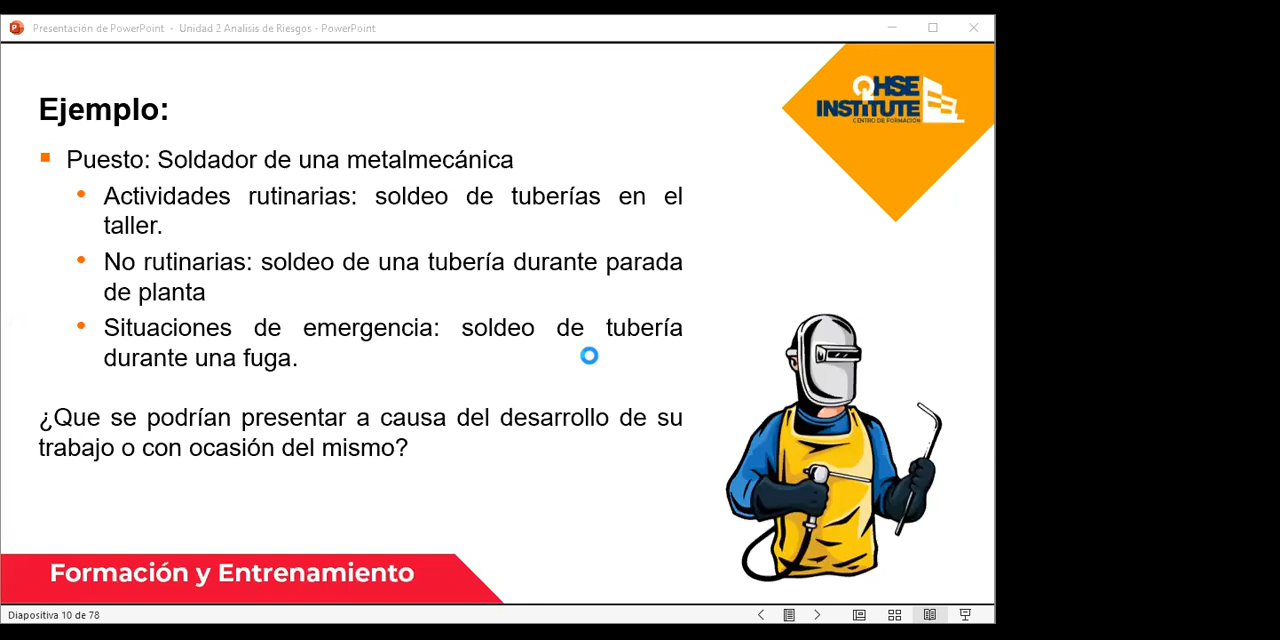 Presentación de PowerPoint - Unidad 2 Analisis de Riesgos - PowerPoint
QHSE
INSTITUTE
CENTRO DE FORMACIÓN
Ejemplo:
Puesto: Soldador de una metalmecánica
Actividades rutinarias: soldeo de tuberías en el
taller.
No rutinarias: soldeo de una tubería durante parada
de planta
Situaciones de emergencia: soldeo de tubería
durante una fuga.
¿Que se podrían presentar a causa del desarrollo de su
trabajo o con ocasión del mismo?
Formación y Entrenamiento
Diapositiva 10 de 78